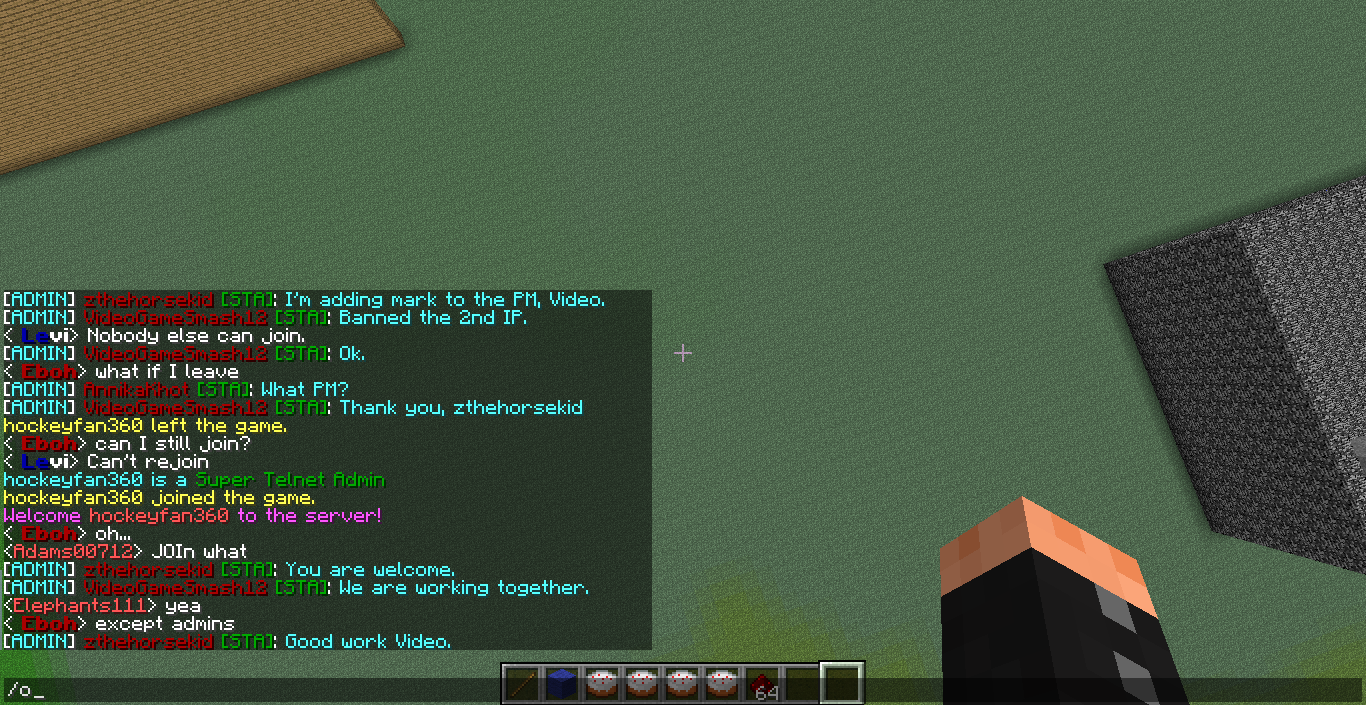 [ADMIN] zthehorsekid [STA]: I'm adding mark to the PM, Video.
[ADMIN] VideoGameSmash12 [STA]: Banned the 2nd IP.
< Levi> Nobody else can join.
[ADMIN] VideoGameSmash12 [STA]: Ok.
< Eboh> what if I leave
[ADMIN] AnnikaKhot [STA]: What PM?
[ADMIN] VideoGameSmash12 [STA]: Thank you, zthehorsekid
hockeyfan360 left the game.
< Eboh> can I still join?
< Levi> Can't rejoin
hockeyfan360 is a Super Telnet Admin
hockeyfan360 joined the game.
Welcome hockeyfan360 to the server!
< Eboh> oh...
<Adams00712> JOIn what
[ADMIN] zthehorsekid [STA]: You are welcome.
[ADMIN] VideoGameSmash12 [STA]: We are working together.
<Elephants111> yea
< Eboh> except admins
[ADMIN] zthehorsekid [STA]: Good work Video.
64
/o_